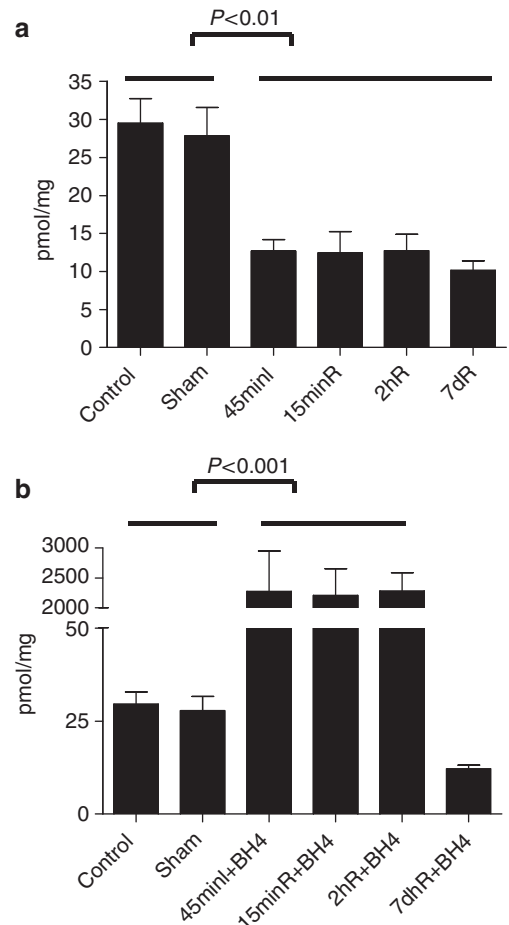 a
P<0.01
35
30
25
20
15
10
5
0
pmol/mg
Control
Sham
45minI
15minR
2hR
7dR
b
P<0.001
3000
2500
2000
50
25
0
pmol/mg
Control
Sham
45minI+BH4
15minR+BH4
2hR+BH4
7dhR+BH4